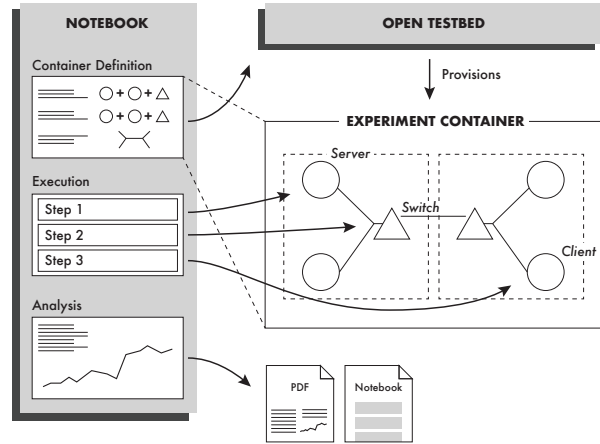 NOTEBOOK
Container Definition
+ +
+ +
Execution
Step 1
Step 2
Step 3
Analysis
OPEN TESTBED
Provisions
EXPERIMENT CONTAINER
Server
Switch
Client
PDF
Notebook